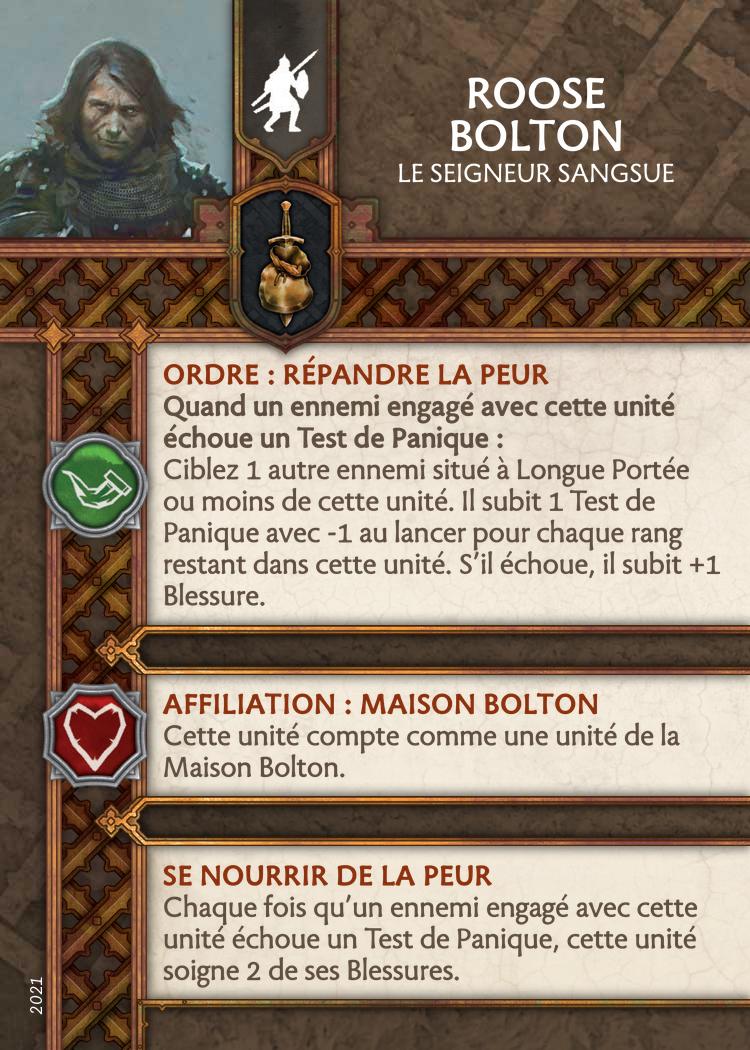 ROOSE
BOLTON
LE SEIGNEUR SANGSUE
ORDRE : RÉPANDRE LA PEUR
Quand un ennemi engagé avec cette unité
échoue un Test de Panique :
Ciblez 1 autre ennemi situé à Longue Portée
ou moins de cette unité. Il subit 1 Test de
Panique avec -1 au lancer pour chaque rang
restant dans cette unité. S'il échoue, il subit +1
Blessure.
AFFILIATION : MAISON BOLTON
Cette unité compte comme une unité de la
Maison Bolton.
SE NOURRIR DE LA PEUR
Chaque fois qu'un ennemi engagé avec cette
unité échoue un Test de Panique, cette unité
soigne 2 de ses Blessures.
2021